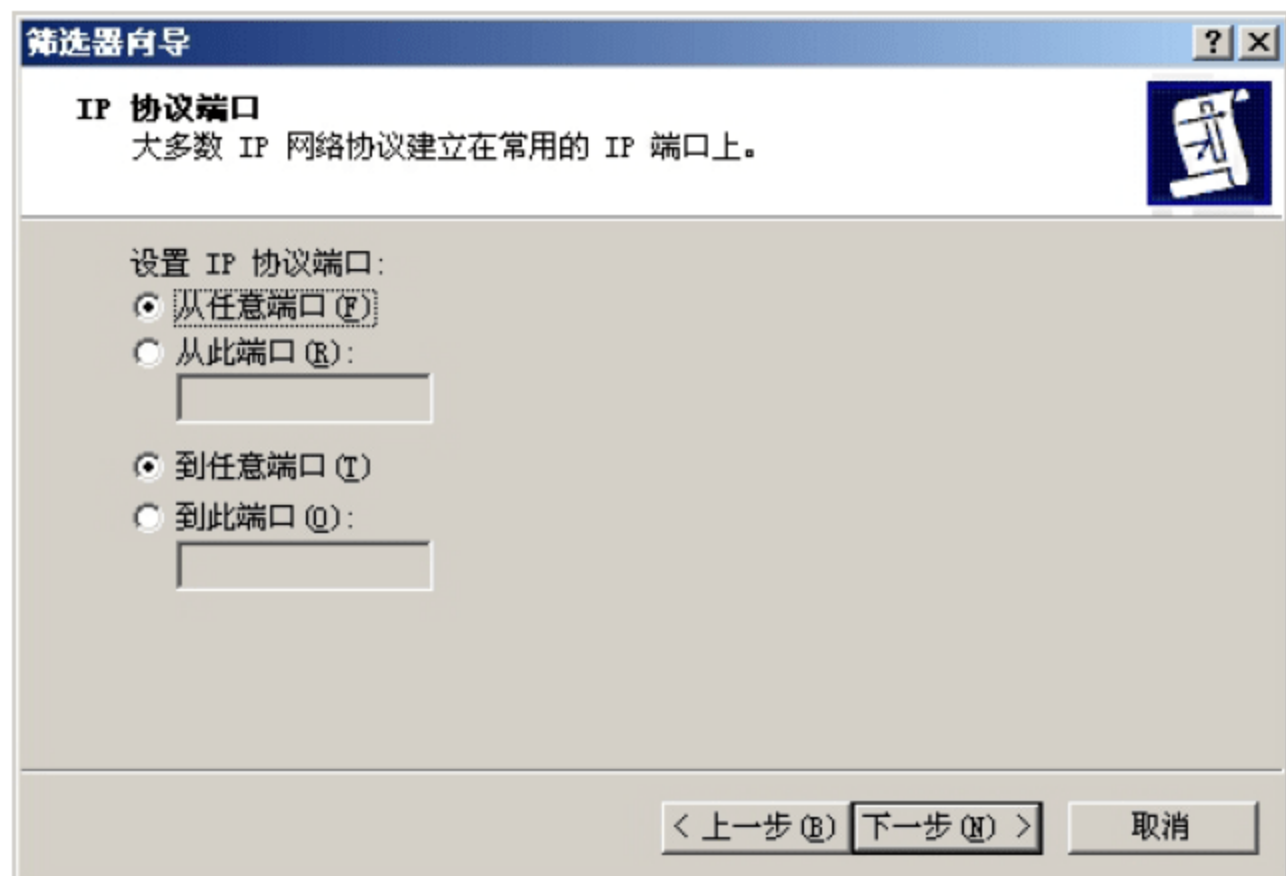 筛选器向导
IP 协议端口
大多数 IP 网络协议建立在常用的 IP 端口上。
设置 IP 协议端口:
从任意端口(F)
从此端口(R):
到任意端口(T)
到此端口(O):
< 上一步(B) 下一步(N) > 取消